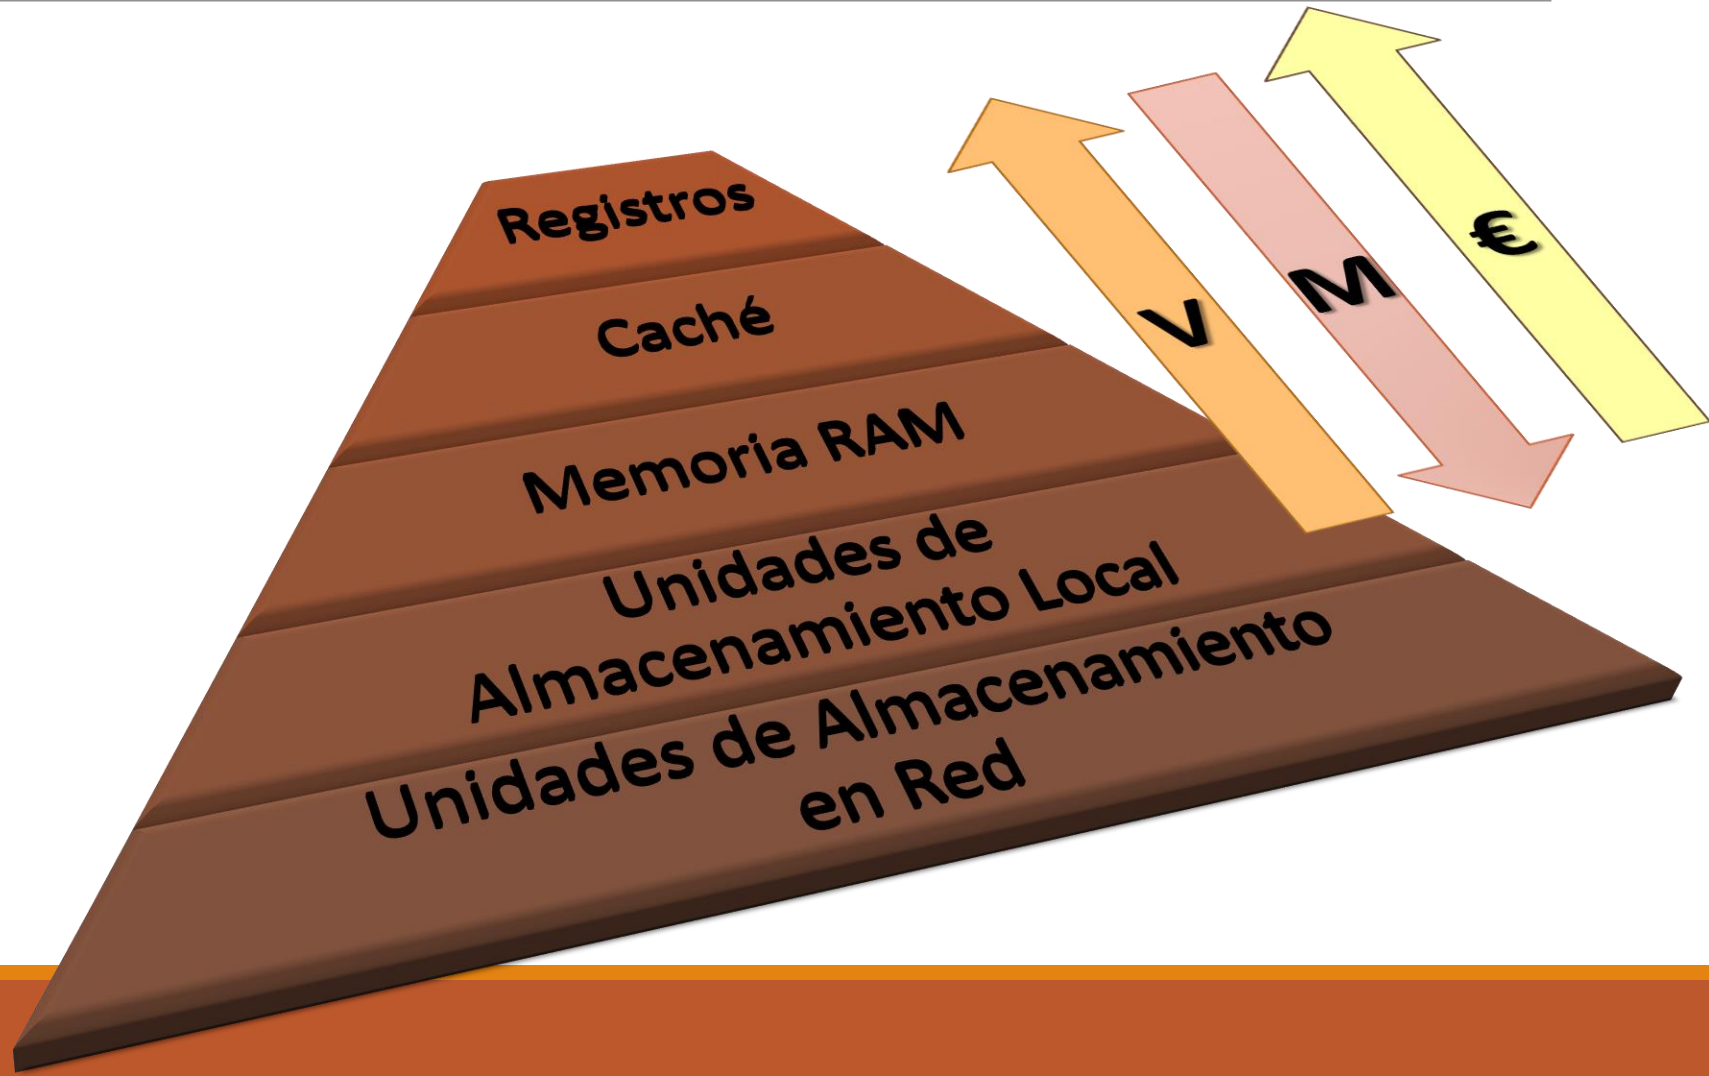 Registros
Caché
Memoria RAM
Unidades de
Almacenamiento Local
Unidades de Almacenamiento
en Red
V
M
€